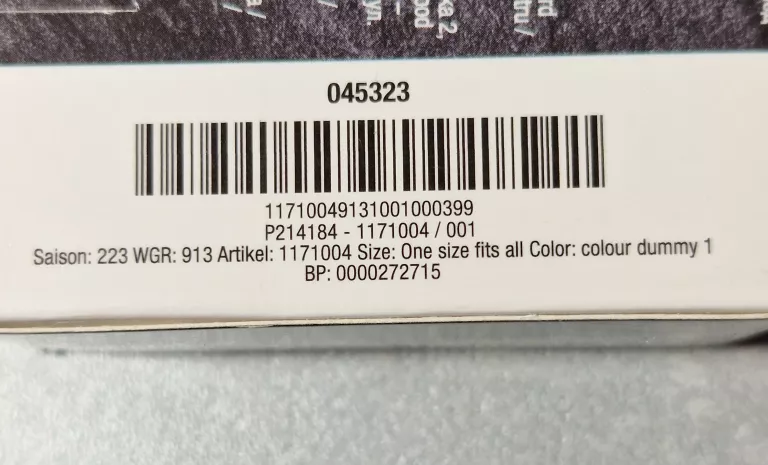 045323
11710049131001000399
P214184 - 1171004 / 001
Saison: 223 WGR: 913 Artikel: 1171004 Size: One size fits all Color: colour dummy 1
BP: 0000272715